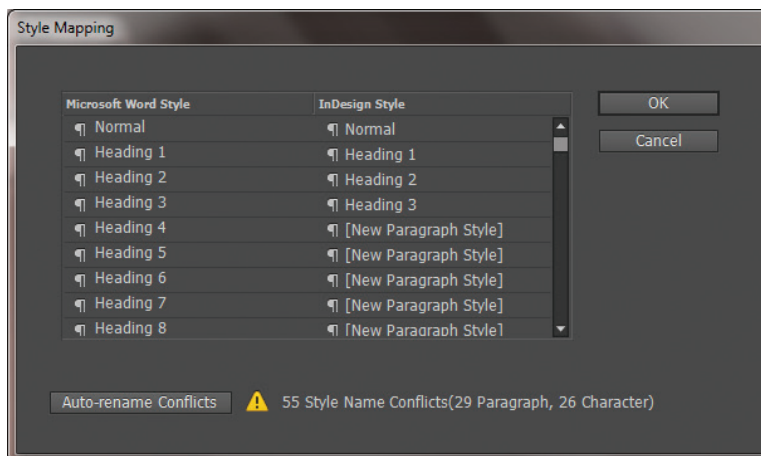 Style Mapping
Microsoft Word Style InDesign Style
¶ Normal ¶ Normal
¶ Heading 1 ¶ Heading 1
¶ Heading 2 ¶ Heading 2
¶ Heading 3 ¶ Heading 3
¶ Heading 4 ¶ [New Paragraph Style]
¶ Heading 5 ¶ [New Paragraph Style]
¶ Heading 6 ¶ [New Paragraph Style]
¶ Heading 7 ¶ [New Paragraph Style]
¶ Heading 8 ¶ [New Paragraph Style]
OK
Cancel
Auto-rename Conflicts 55 Style Name Conflicts(29 Paragraph, 26 Character)